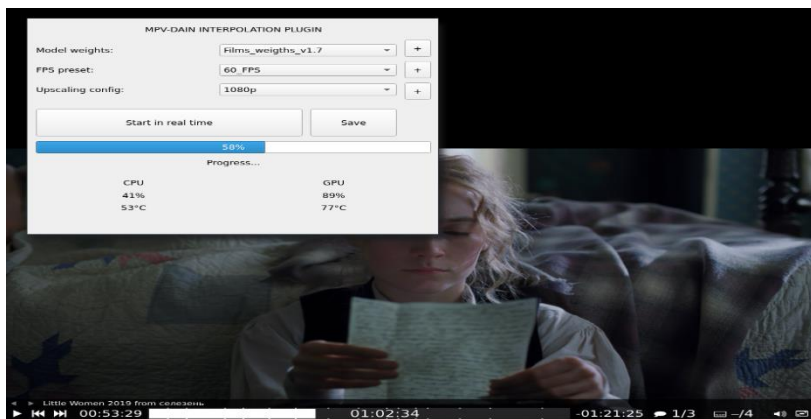 MPV-DAIN INTERPOLATION PLUGIN
Model weights: Films_weigths_v1.7 +
FPS preset: 60_FPS +
Upscaling config: 1080p +
Start in real time Save
58%
Progress...
CPU GPU
41% 89%
53°C 77°C
Little Women 2019 from селезень
00:53:29 01:02:34 -01:21:25 1/3 –/4